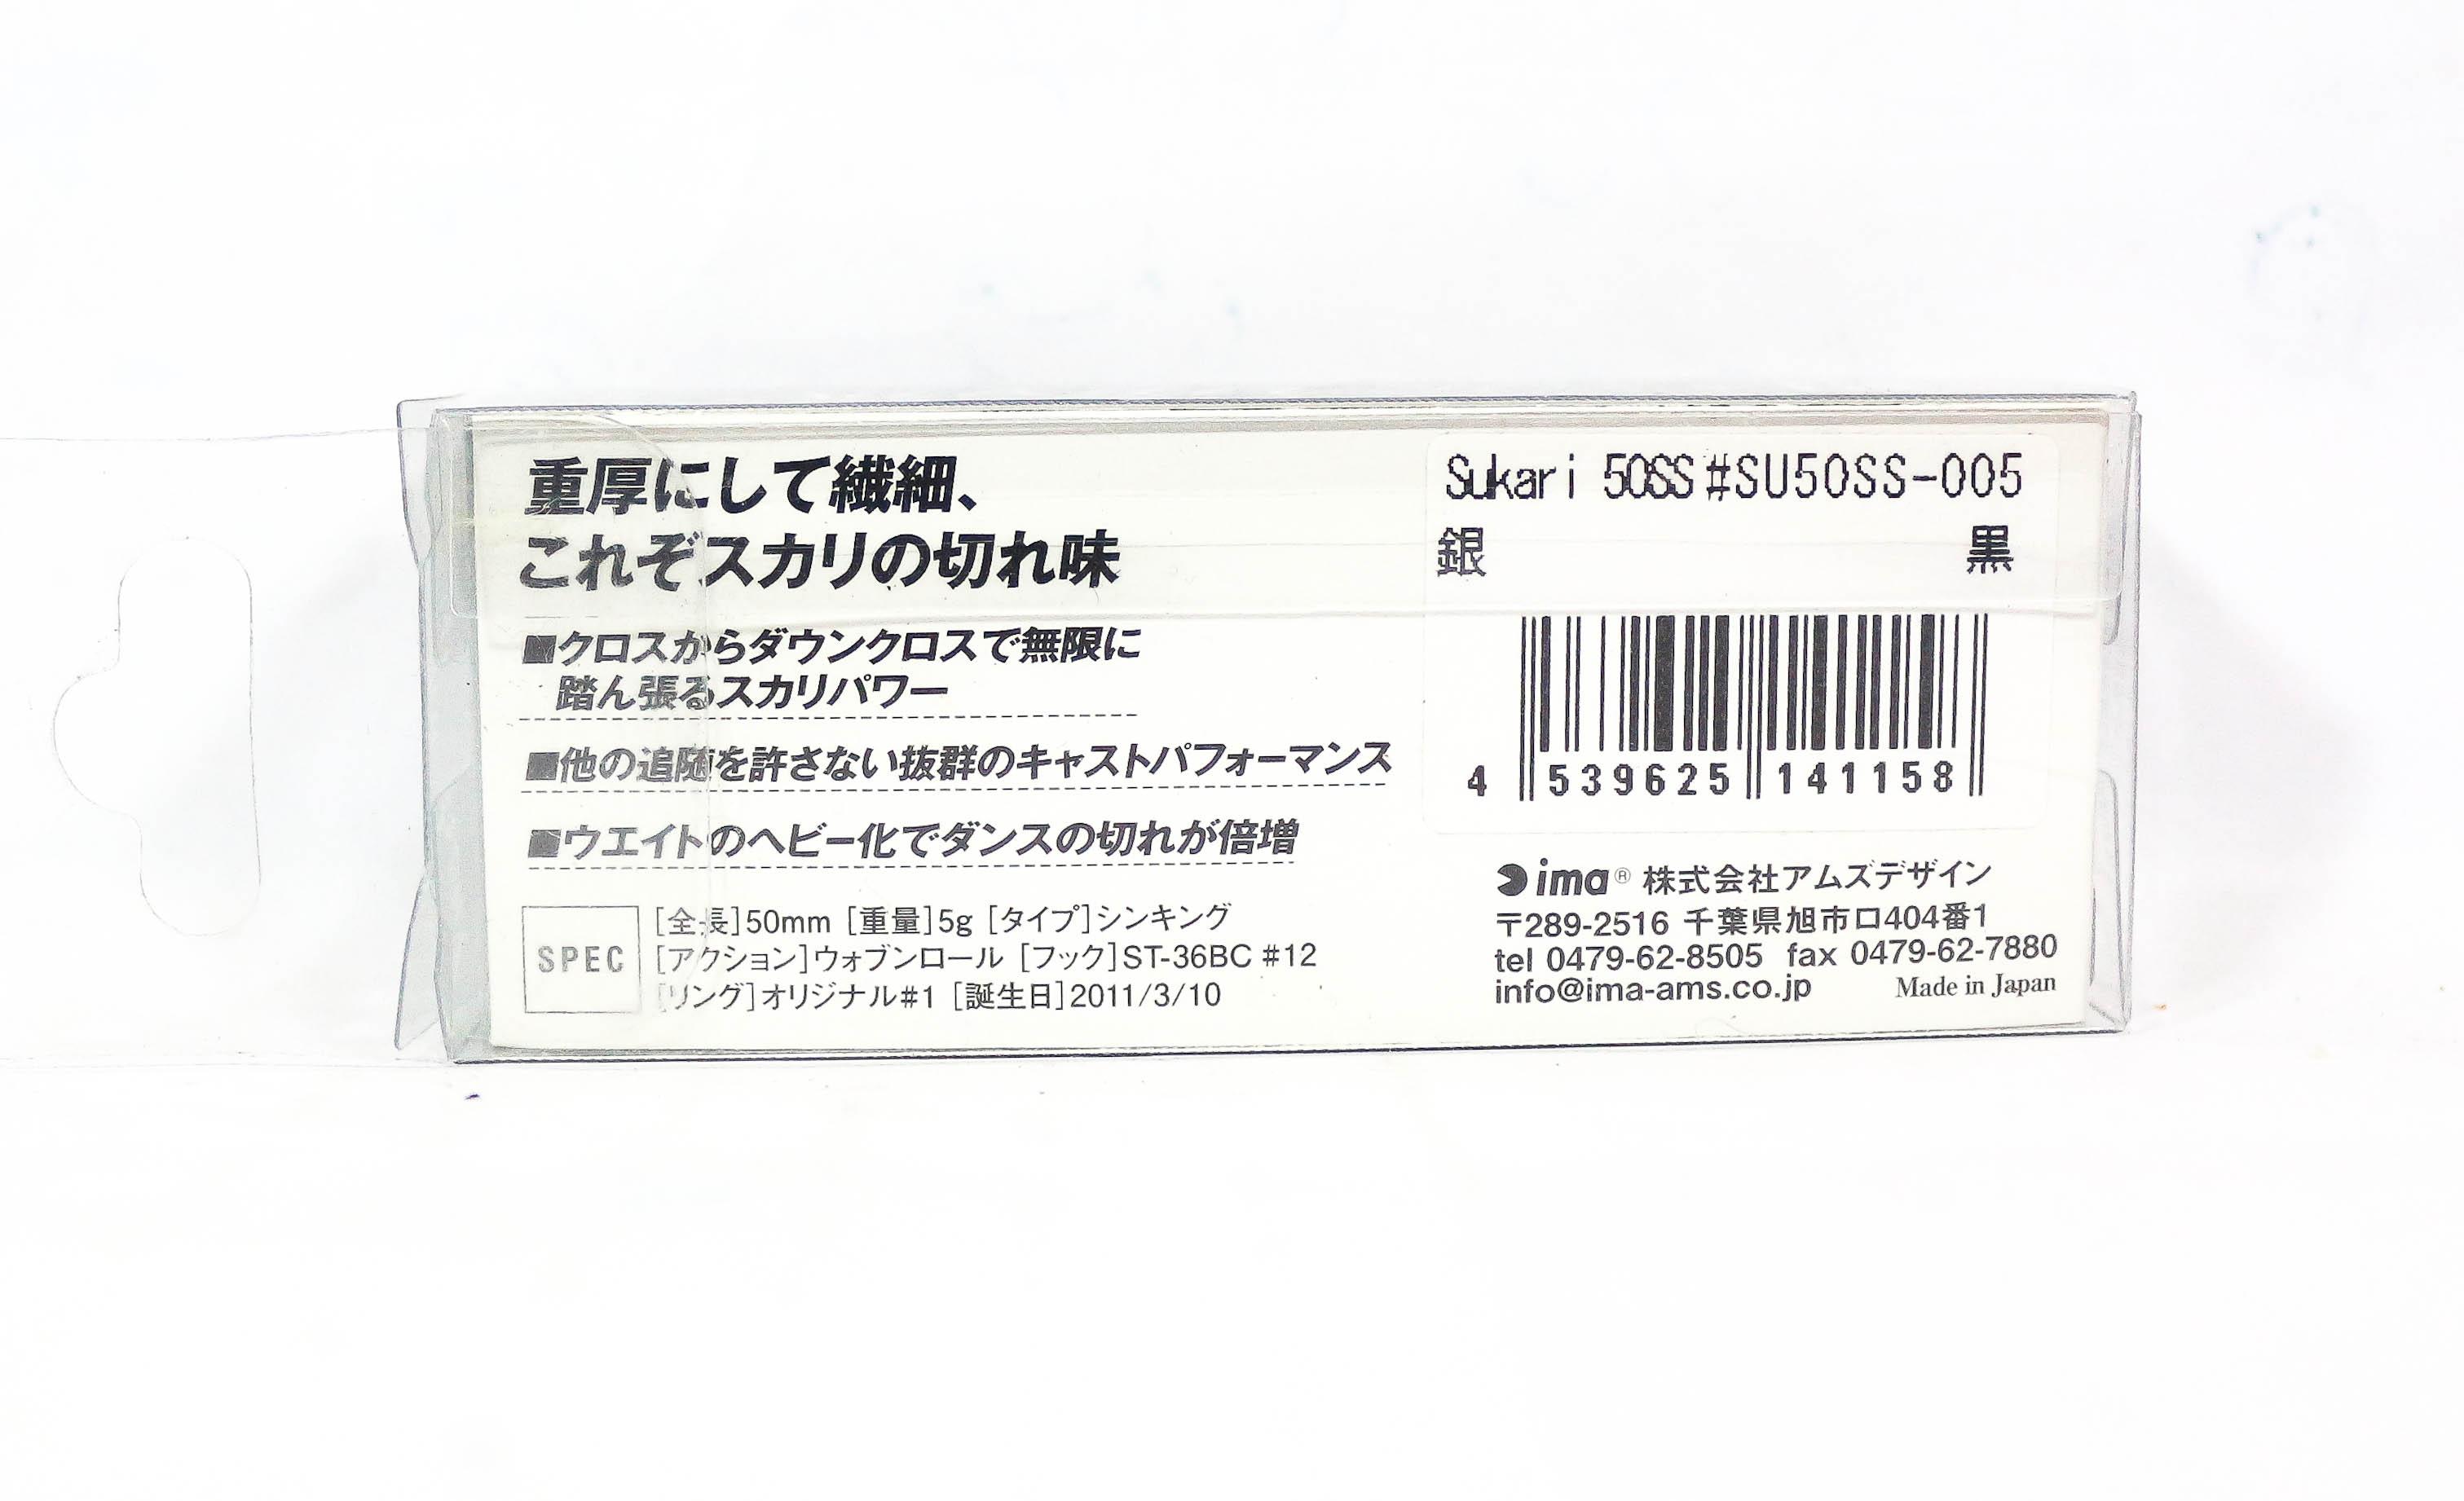 重厚にして繊細、
これぞスカリの切れ味
■クロスからダウンクロスで無限に
踏ん張るスカリパワー
■他の追随を許さない抜群のキャストパフォーマンス
■ウエイトのヘビー化でダンスの切れが倍増
SPEC
[全長]50mm [重量]5g [タイプ]シンキング
[アクション]ウォブンロール [フック]ST-36BC #12
[リング]オリジナル#1 [誕生日]2011/3/10
Sukari 50SS#SU50SS-005
銀 黒
4 539625 141158
ima® 株式会社アムズデザイン
〒289-2516 千葉県旭市ロ404番1
tel 0479-62-8505 fax 0479-62-7880
info@ima-ams.co.jp Made in Japan